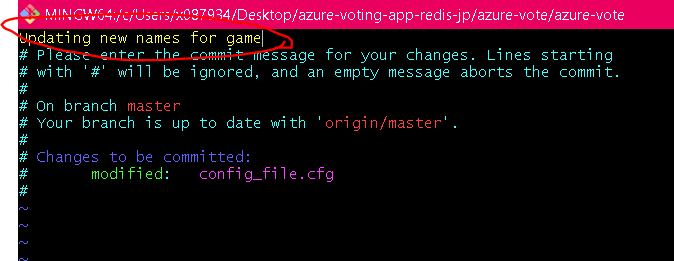 MINGW64:/c/Users/x087934/Desktop/azure-voting-app-redis-jp/azure-vote/azure-vote
Updating new names for game
# Please enter the commit message for your changes. Lines starting
# with '#' will be ignored, and an empty message aborts the commit.
#
# On branch master
# Your branch is up to date with 'origin/master'.
#
# Changes to be committed:
#       modified:   config_file.cfg
#
~
~
~
~